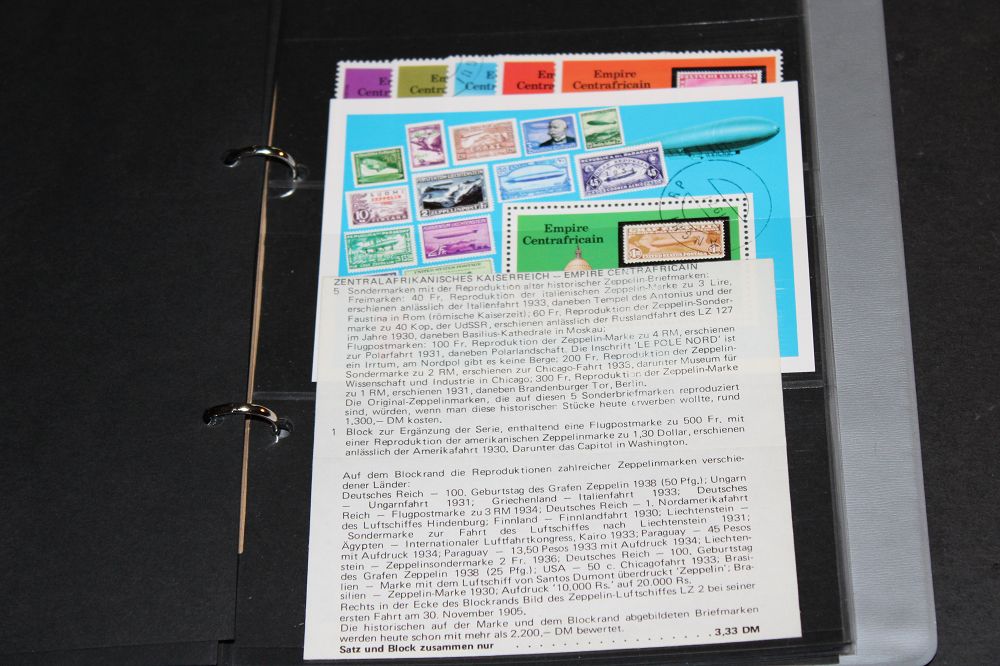 Em
Centra
Em
Centra
E
Cen
Em
Centra
Empire
Centrafricain
45
SUOMI
10
ZEPPELIN
2
ZEPPELINPOST
Empire
Centrafricain
ZENTRALAFRIKANISCHES KAISERREICH – EMPIRE CENTRAFRICAIN
5 Sondermarken mit der Reproduktion alter historischer Zeppelin-Briefmarken:
Freimarken: 40 Fr, Reproduktion der italienischen Zeppelin-Marke zu 3 Lire,
erschienen anlässlich der Italienfahrt 1933, daneben Tempel des Antonius und der
Faustina in Rom (römische Kaiserzeit); 60 Fr, Reproduktion der Zeppelin-Sonder-
marke zu 40 Kop, der UdSSR, erschienen anlässlich der Russlandfahrt des LZ 127
im Jahre 1930, daneben Basilius-Kathedrale in Moskau;
Flugpostmarken: 100 Fr. Reproduktion der Zeppelin-Marke zu 4 RM, erschienen
zur Polarfahrt 1931, daneben Polarlandschaft. Die Inschrift 'LE POLE NORD' ist
ein Irrtum, am Nordpol gibt es keine Berge; 200 Fr. Reproduktion der Zeppelin-
Sondermarke zu 2 RM, erschienen zur Chicago-Fahrt 1933, darunter Museum für
Wissenschaft und Industrie in Chicago; 300 Fr. Reproduktion der Zeppelin-Marke
zu 1 RM, erschienen 1931, daneben Brandenburger Tor, Berlin.
Die Original-Zeppelinmarken, die auf diesen 5 Sonderbriefmarken reproduziert
sind, würden, wenn man diese historischen Stücke heute erwerben wollte, rund
1,300,– DM kosten.
1 Block zur Ergänzung der Serie, enthaltend eine Flugpostmarke zu 500 Fr. mit
einer Reproduktion der amerikanischen Zeppelinmarke zu 1,30 Dollar, erschienen
anlässlich der Amerikafahrt 1930. Darunter das Capitol in Washington.
Auf dem Blockrand die Reproduktionen zahlreicher Zeppelinmarken verschie-
dener Länder:
Deutsches Reich – 100. Geburtstag des Grafen Zeppelin 1938 (50 Pfg.); Ungarn
– Ungarnfahrt 1931; Griechenland – Italienfahrt 1933; Deutsches
Reich – Flugpostmarke zu 3 RM 1934; Deutsches Reich – 1. Nordamerikafahrt
des Luftschiffes Hindenburg; Finnland – Finnlandfahrt 1930; Liechtenstein –
Sondermarke zur Fahrt des Luftschiffes nach Liechtenstein 1931;
Ägypten – Internationaler Luftfahrtkongress, Kairo 1933; Paraguay – 45 Pesos
mit Aufdruck 1934; Paraguay – 13,50 Pesos 1933 mit Aufdruck 1934; Liechten-
stein – Zeppelinsondermarke 2 Fr. 1936; Deutsches Reich – 100. Geburtstag
des Grafen Zeppelin 1938 (25 Pfg.); USA – 50 c. Chicagofahrt 1933; Brasi-
lien – Marke mit dem Luftschiff von Santos Dumont überdruckt 'Zeppelin'; Bra-
silien – Zeppelin-Marke 1930; Aufdruck '10.000 Rs.' auf 20.000 Rs.
Rechts in der Ecke des Blockrands Bild des Zeppelin-Luftschiffes LZ 2 bei seiner
ersten Fahrt am 30. November 1905.
Die historischen auf der Marke und dem Blockrand abgebildeten Briefmarken
werden heute schon mit mehr als 2,200,– DM bewertet.
Satz und Block zusammen nur . . . . . . . . . . 3,33 DM